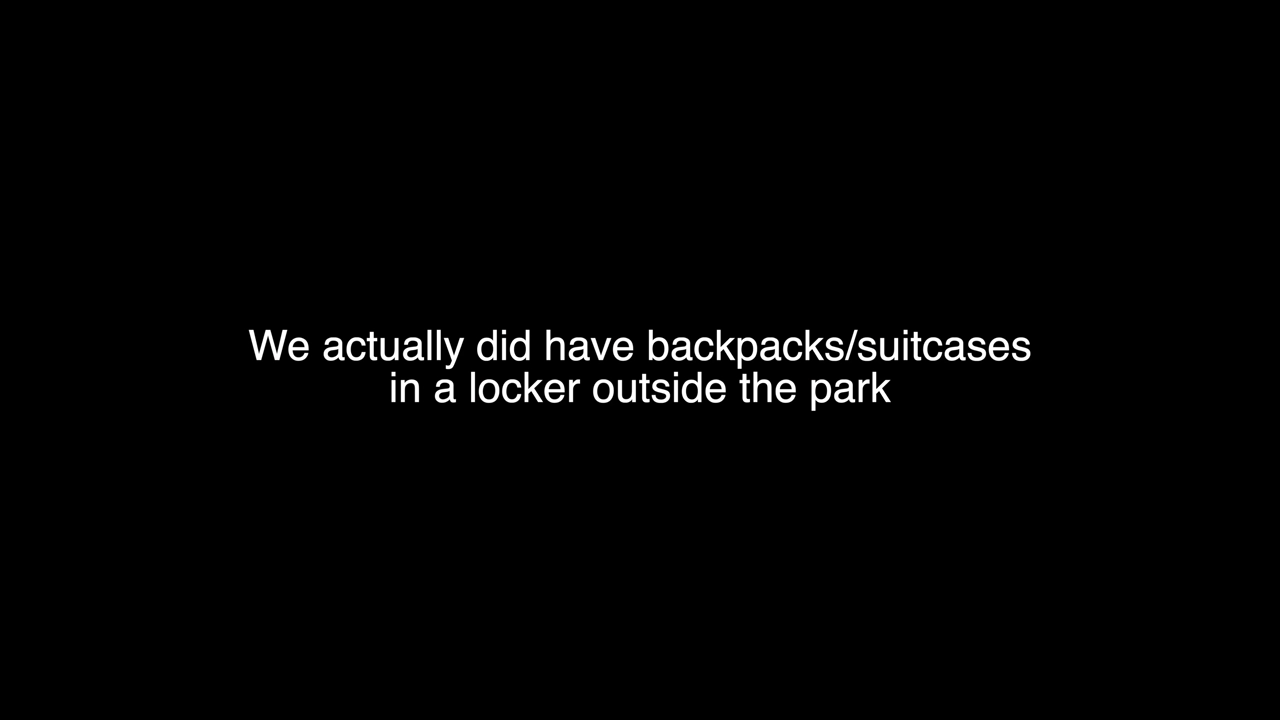 We actually did have backpacks/suitcases
in a locker outside the park